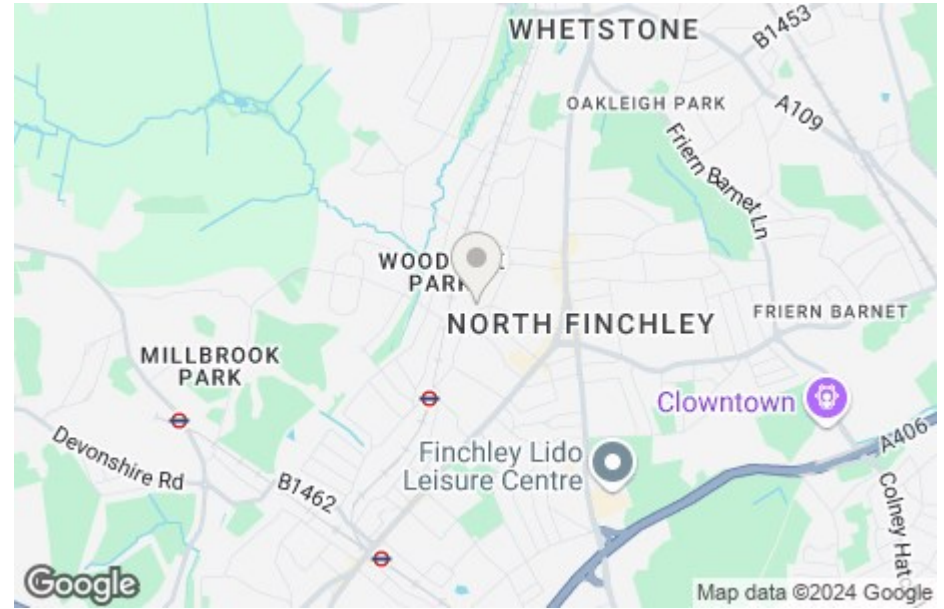 WHETSTONE
B1453
OAKLEIGH PARK
A109
Friern Barnet Ln
PARK
NORTH FINCHLEY
FRIERN BARNET
MILLBROOK
PARK
Clowntown
A406
Devonshire Rd
Finchley Lido
Leisure Centre
B1462
Colney
Google
Map data ©2024 Google